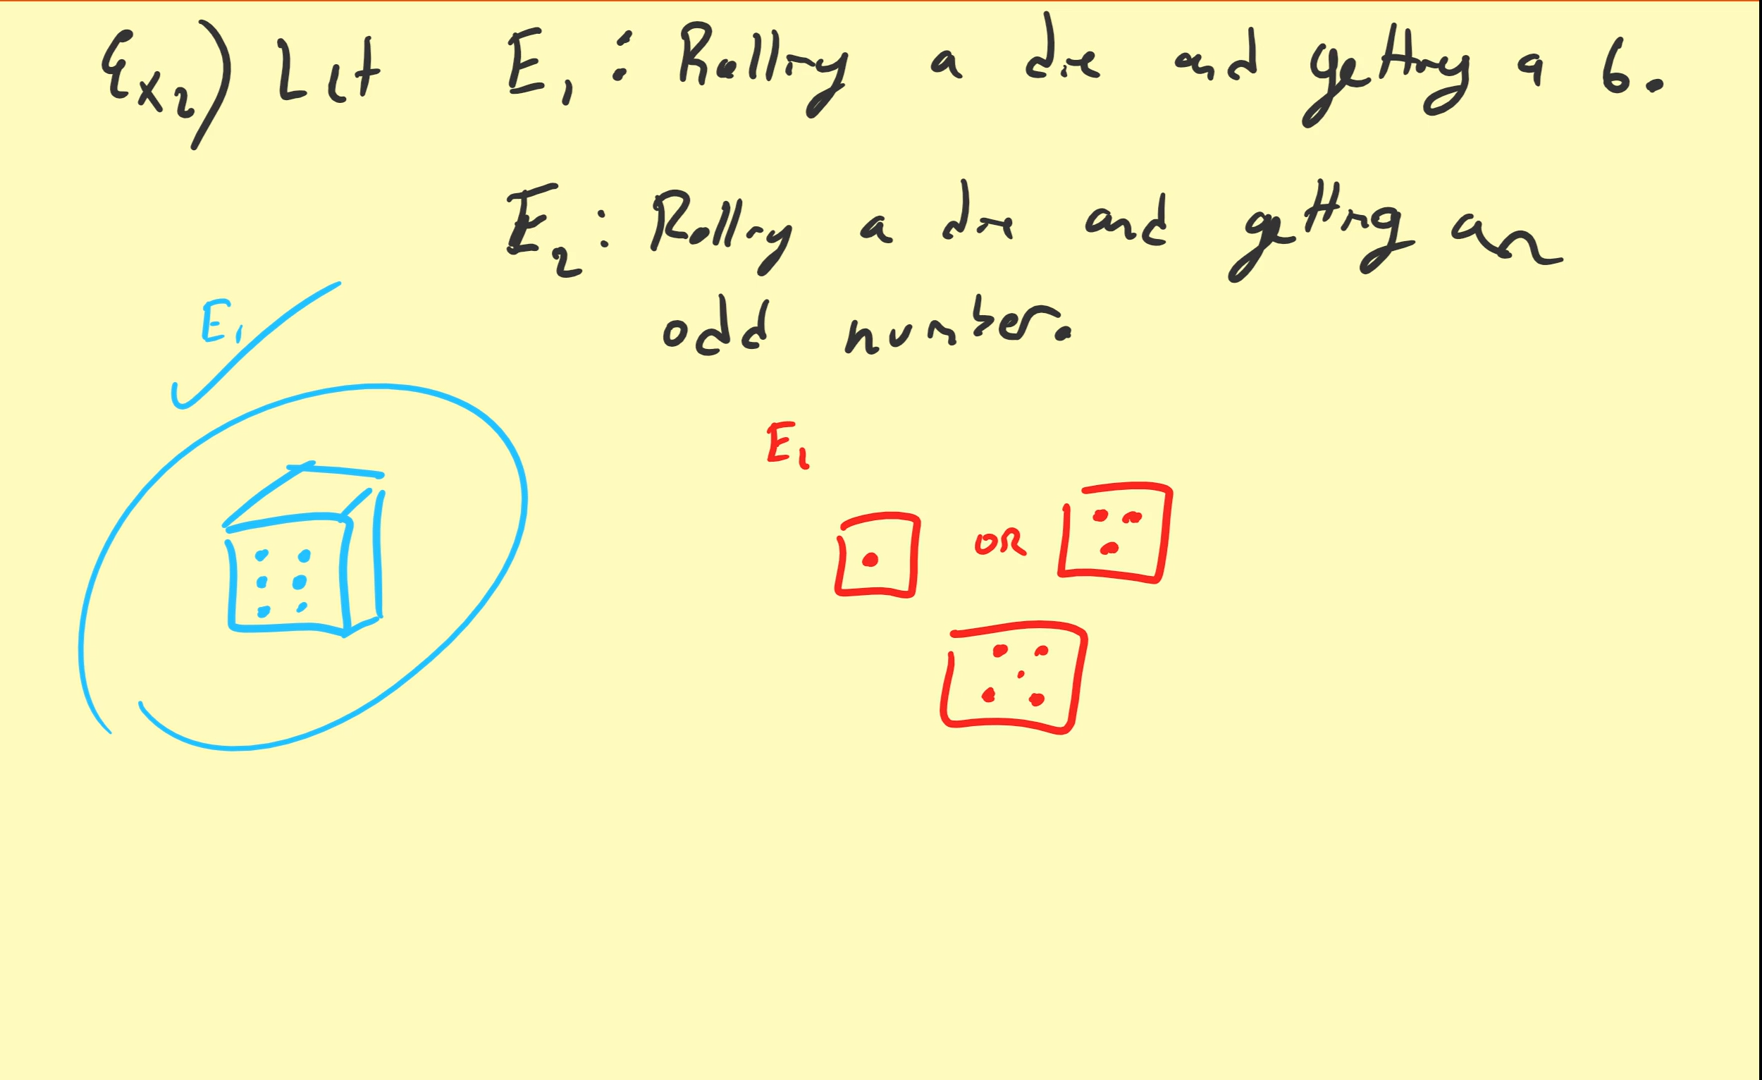 Ex2) Let E1: Rolling a die and getting a 6.
E2: Rolling a die and getting an
odd number.
E1
E1
OR